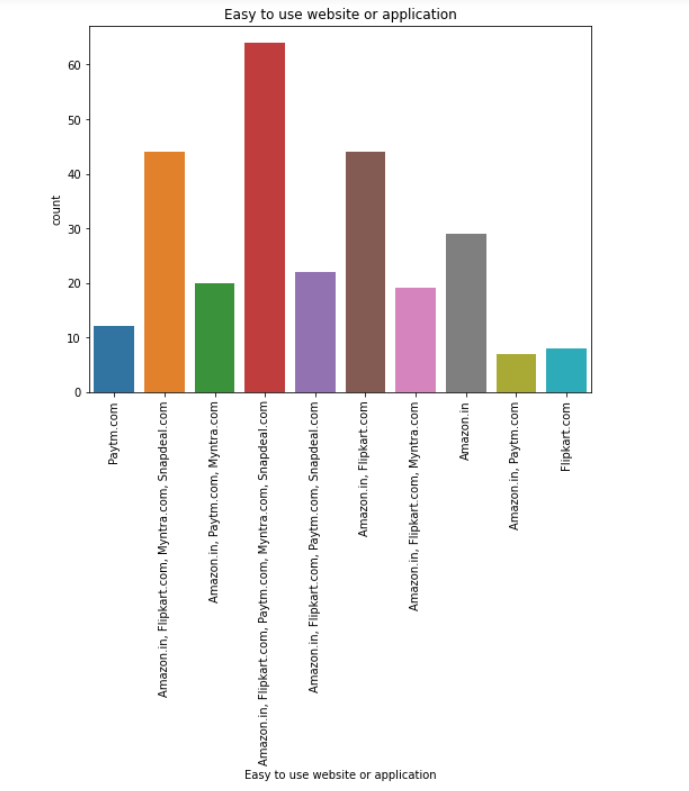 Easy to use website or application
60
50
40
30
20
10
0
count
Paytm.com
Amazon.in, Flipkart.com, Myntra.com, Snapdeal.com
Amazon.in, Paytm.com, Myntra.com
Amazon.in, Flipkart.com, Paytm.com, Myntra.com, Snapdeal.com
Amazon.in, Flipkart.com, Paytm.com, Snapdeal.com
Amazon.in, Flipkart.com
Amazon.in, Flipkart.com, Myntra.com
Amazon.in
Amazon.in, Paytm.com
Flipkart.com
Easy to use website or application